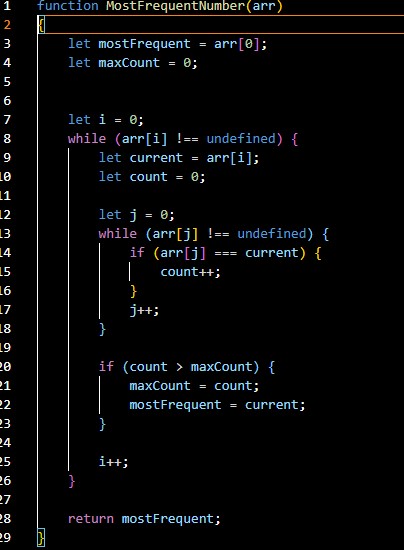 1 function MostFrequentNumber(arr)
2 {
3 let mostFrequent = arr[0];
4 let maxCount = 0;
5
6
7 let i = 0;
8 while (arr[i] !== undefined) {
9 let current = arr[i];
10 let count = 0;
11
12 let j = 0;
13 while (arr[j] !== undefined) {
14 if (arr[j] === current) {
15 count++;
16 }
17 j++;
18 }
19
20 if (count > maxCount) {
21 maxCount = count;
22 mostFrequent = current;
23 }
24
25 i++;
26 }
27
28 return mostFrequent;
29 }